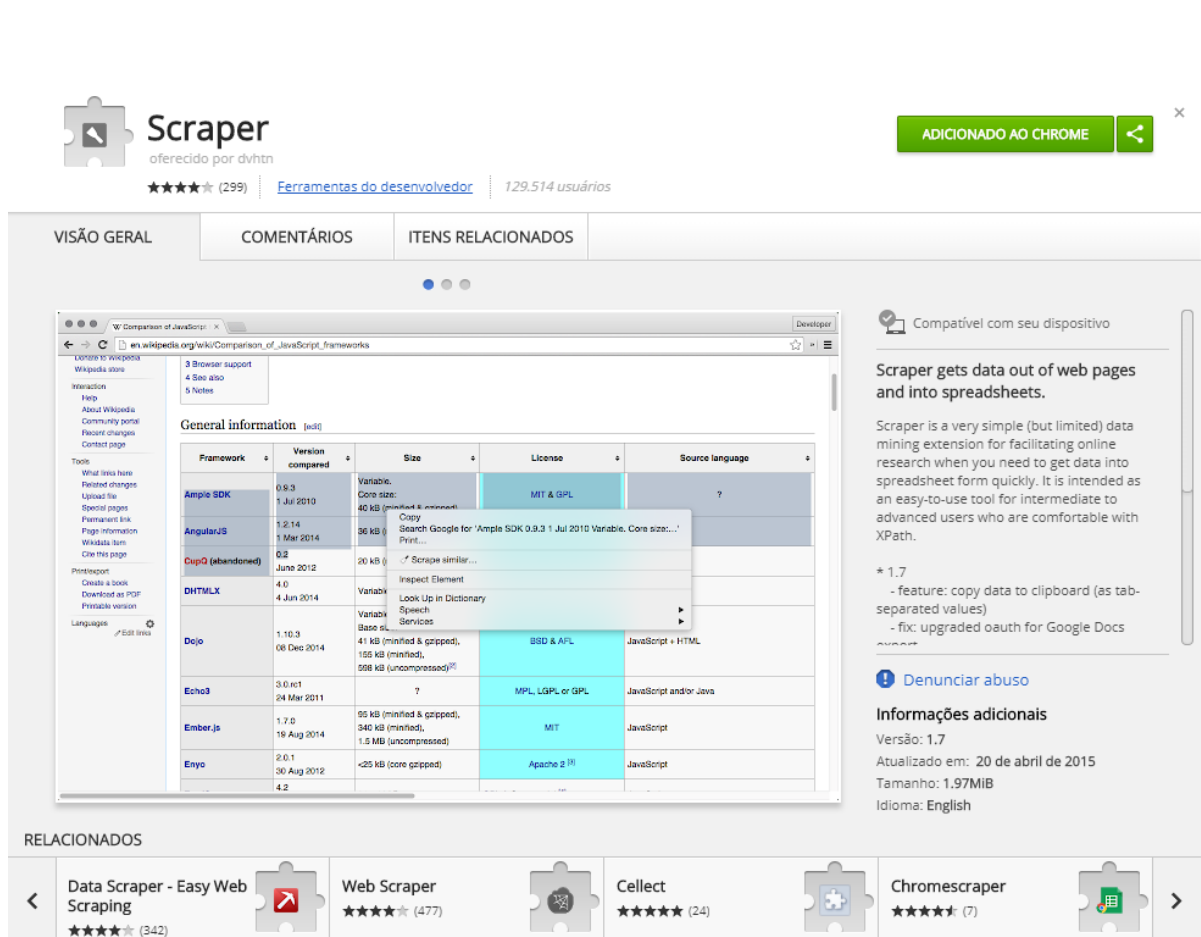 Scraper
oferecido por dvhtn
(299)
Ferramentas do desenvolvedor
129.514 usuários
ADICIONADO AO CHROME
VISÃO GERAL
COMENTÁRIOS
ITENS RELACIONADOS
Comparison of JavaScript
Developer
en.wikipedia.org/wiki/Comparison_of_JavaScript_frameworks
Donate to Wikipedia
Wikipedia store
Interaction
Help
About Wikipedia
Community portal
Recent changes
Contact page
Tools
What links here
Related changes
Upload file
Special pages
Permanent link
Page information
Wikidata item
Cite this page
Print/export
Create a book
Download as PDF
Printable version
Languages
Edit links
3 Browser support
4 See also
5 Notes
General information [edit]
Framework
Version
compared
Size
License
Source language
Ample SDK
0.9.3
1 Jul 2010
Variable.
Core size:
40 kB (minified & gzipped)
MIT & GPL
?
AngularJS
1.2.14
1 Mar 2014
36 kB
CupQ (abandoned)
0.2
June 2012
20 kB
DHTMLX
4.0
4 Jun 2014
Dojo
1.10.3
08 Dec 2014
41 kB (minified & gzipped),
155 kB (minified),
598 kB (uncompressed)[2]
BSD & AFL
JavaScript + HTML
Echo3
3.0.rc1
24 Mar 2011
?
MPL, LGPL or GPL
JavaScript and/or Java
Ember.js
1.7.0
19 Aug 2014
95 kB (minified & gzipped),
340 kB (minified),
1.5 MB (uncompressed)
MIT
JavaScript
Enyo
2.0.1
30 Aug 2012
<25 kB (core gzipped)
Apache 2 [3]
JavaScript
4.2
Copy
Search Google for 'Ample SDK 0.9.3 1 Jul 2010 Variable. Core size:...'
Print...
Scrape similar...
Inspect Element
Look Up in Dictionary
Speech
Services
Compatível com seu dispositivo
Scraper gets data out of web pages
and into spreadsheets.
Scraper is a very simple (but limited) data
mining extension for facilitating online
research when you need to get data into
spreadsheet form quickly. It is intended as
an easy-to-use tool for intermediate to
advanced users who are comfortable with
XPath.
* 1.7
- feature: copy data to clipboard (as tab-
separated values)
- fix: upgraded oauth for Google Docs
export
Denunciar abuso
Informações adicionais
Versão: 1.7
Atualizado em: 20 de abril de 2015
Tamanho: 1.97MiB
Idioma: English
RELACIONADOS
Data Scraper - Easy Web
Scraping
(342)
Web Scraper
(477)
Cellect
(24)
Chromescraper
(7)